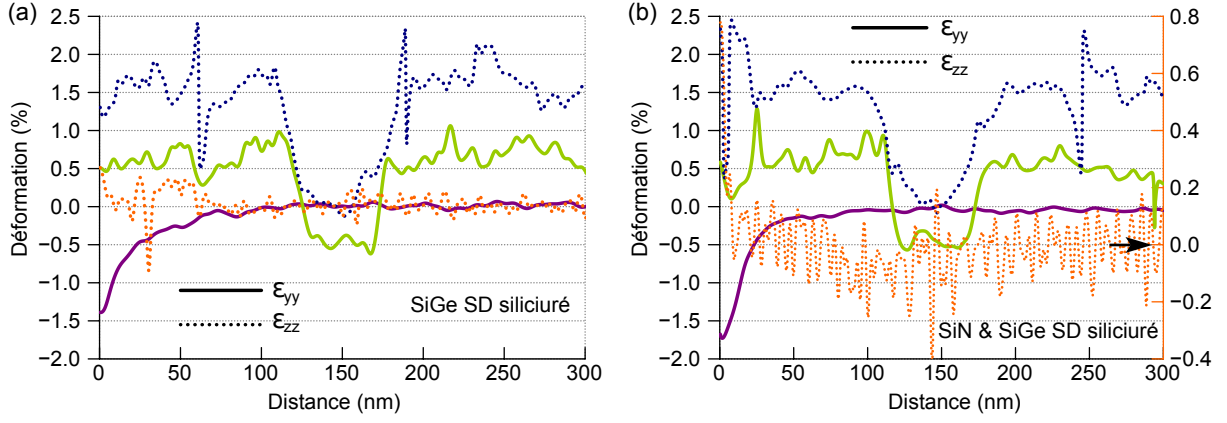 (a)
2.5
2.0
1.5
1.0
0.5
0.0
−0.5
−1.0
−1.5
−2.0
Déformation (%)
εyy
εzz
SiGe SD siliciuré
0 50 100 150 200 250 300
Distance (nm)
(b)
2.5
2.0
1.5
1.0
0.5
0.0
−0.5
−1.0
−1.5
−2.0
Déformation (%)
εyy
εzz
0.8
0.6
0.4
0.2
0.0
−0.2
−0.4
SiN & SiGe SD siliciuré
0 50 100 150 200 250 300
Distance (nm)